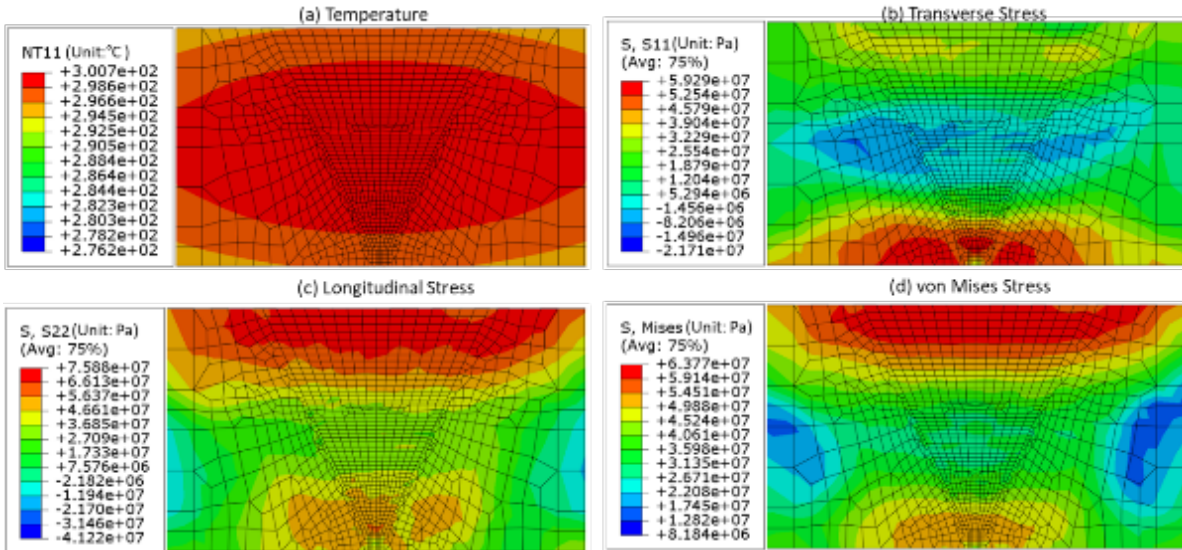 (a) Temperature
NT11 (Unit:℃)
+3.007e+02
+2.986e+02
+2.966e+02
+2.945e+02
+2.925e+02
+2.905e+02
+2.884e+02
+2.864e+02
+2.844e+02
+2.823e+02
+2.803e+02
+2.782e+02
+2.762e+02
(b) Transverse Stress
S, S11(Unit: Pa)
(Avg: 75%)
+5.929e+07
+5.254e+07
+4.579e+07
+3.904e+07
+3.229e+07
+2.554e+07
+1.879e+07
+1.204e+07
+5.294e+06
-1.456e+06
-8.206e+06
-1.496e+07
-2.171e+07
(c) Longitudinal Stress
S, S22(Unit: Pa)
(Avg: 75%)
+7.588e+07
+6.613e+07
+5.637e+07
+4.661e+07
+3.685e+07
+2.709e+07
+1.733e+07
+7.576e+06
-2.182e+06
-1.194e+07
-2.170e+07
-3.146e+07
-4.122e+07
(d) von Mises Stress
S, Mises(Unit: Pa)
(Avg: 75%)
+6.377e+07
+5.914e+07
+5.451e+07
+4.988e+07
+4.524e+07
+4.061e+07
+3.598e+07
+3.135e+07
+2.671e+07
+2.208e+07
+1.745e+07
+1.282e+07
+8.184e+06